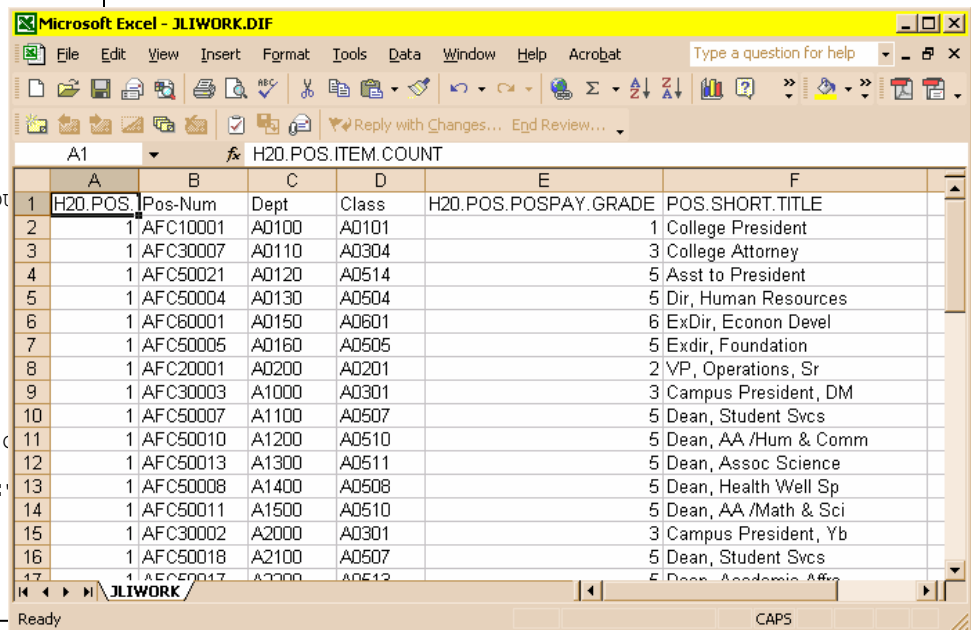 Microsoft Excel - JLIWORK.DIF
File Edit View Insert Format Tools Data Window Help Acrobat Type a question for help
Reply with Changes... End Review...
A1 fx H20.POS.ITEM.COUNT
A B C D E F
1 H20.POS. Pos-Num Dept Class H20.POS.POSPAY.GRADE POS.SHORT.TITLE
2 1 AFC10001 A0100 A0101 1 College President
3 1 AFC30007 A0110 A0304 3 College Attorney
4 1 AFC50021 A0120 A0514 5 Asst to President
5 1 AFC50004 A0130 A0504 5 Dir, Human Resources
6 1 AFC60001 A0150 A0601 6 ExDir, Econon Devel
7 1 AFC50005 A0160 A0505 5 Exdir, Foundation
8 1 AFC20001 A0200 A0201 2 VP, Operations, Sr
9 1 AFC30003 A1000 A0301 3 Campus President, DM
10 1 AFC50007 A1100 A0507 5 Dean, Student Svcs
11 1 AFC50010 A1200 A0510 5 Dean, AA /Hum & Comm
12 1 AFC50013 A1300 A0511 5 Dean, Assoc Science
13 1 AFC50008 A1400 A0508 5 Dean, Health Well Sp
14 1 AFC50011 A1500 A0510 5 Dean, AA /Math & Sci
15 1 AFC30002 A2000 A0301 3 Campus President, Yb
16 1 AFC50018 A2100 A0507 5 Dean, Student Svcs
17 1 AFC50017
JLIWORK
Ready CAPS